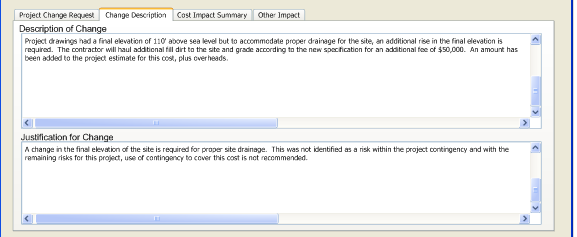 Project Change Request Change Description Cost Impact Summary Other Impact
Description of Change
Project drawings had a final elevation of 110' above sea level but to accommodate proper drainage for the site, an additional rise in the final elevation is
required. The contractor will haul additional fill dirt to the site and grade according to the new specification for an additional fee of $50,000. An amount has
been added to the project estimate for this cost, plus overheads.
Justification for Change
A change in the final elevation of the site is required for proper site drainage. This was not identified as a risk within the project contingency and with the
remaining risks for this project, use of contingency to cover this cost is not recommended.